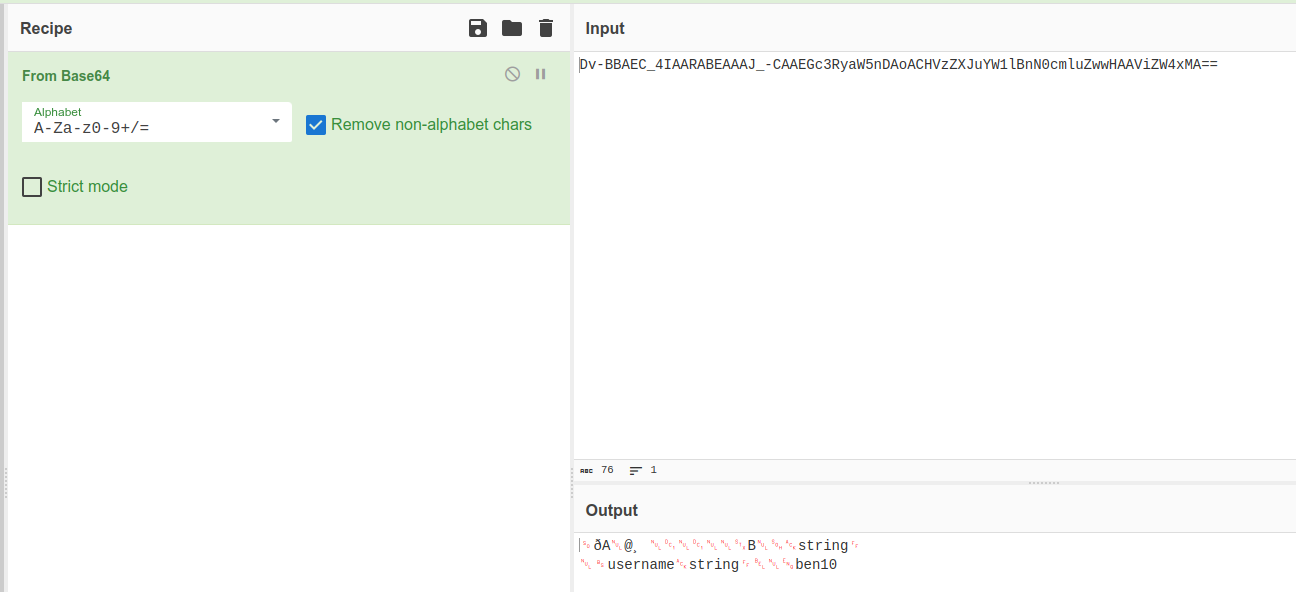 Recipe
From Base64
Alphabet
A-Za-z0-9+/=
Remove non-alphabet chars
Strict mode
Input
Dv-BBAEC_4IAARABEAAAJ_-CAAEGc3RyaW5nDAoACHVzZXJuYW1lBnN0cmluZwwHAAViZW4xMA==
ABC 76 1
Output
ðA @¸ B string
username string ben10